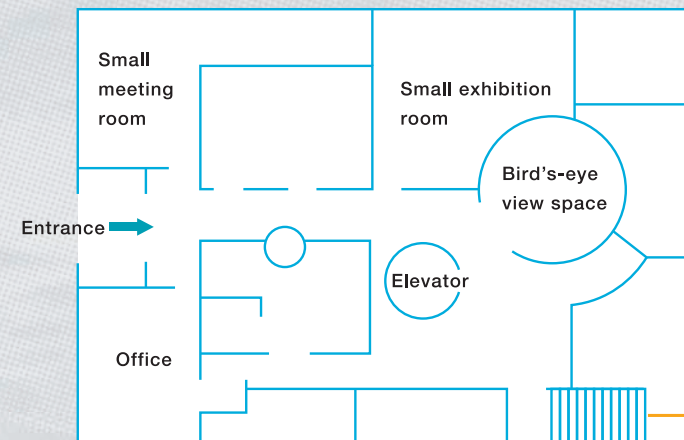 Small
meeting
room
Small exhibition
room
Bird's-eye
view space
Entrance
Elevator
Office